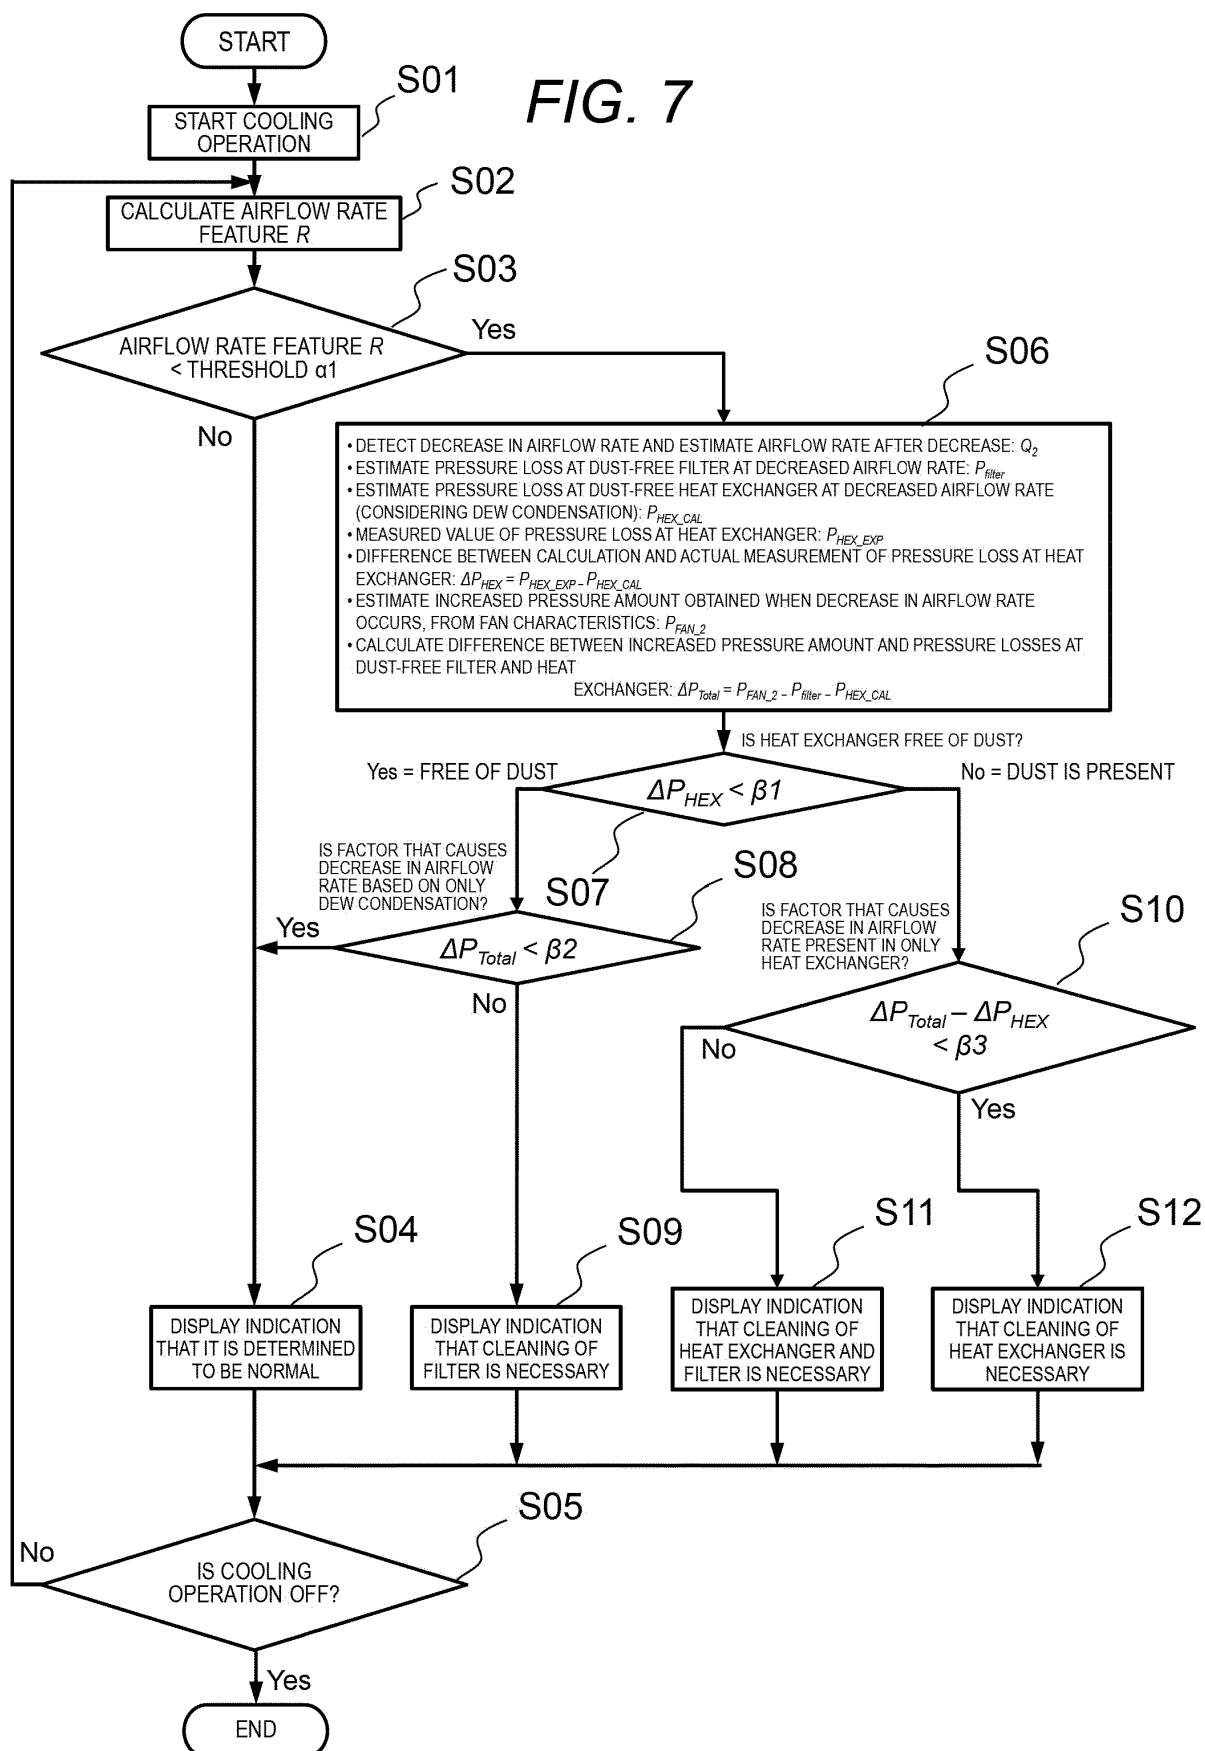 START
S01
FIG. 7
START COOLING
OPERATION
S02
CALCULATE AIRFLOW RATE
FEATURE R
S03
Yes
AIRFLOW RATE FEATURE R
< THRESHOLD α1
No
S06
• DETECT DECREASE IN AIRFLOW RATE AND ESTIMATE AIRFLOW RATE AFTER DECREASE: Q2
• ESTIMATE PRESSURE LOSS AT DUST-FREE FILTER AT DECREASED AIRFLOW RATE: Pfilter
• ESTIMATE PRESSURE LOSS AT DUST-FREE HEAT EXCHANGER AT DECREASED AIRFLOW RATE
(CONSIDERING DEW CONDENSATION): PHEX_CAL
• MEASURED VALUE OF PRESSURE LOSS AT HEAT EXCHANGER: PHEX_EXP
• DIFFERENCE BETWEEN CALCULATION AND ACTUAL MEASUREMENT OF PRESSURE LOSS AT HEAT
EXCHANGER: ΔPHEX = PHEX_EXP – PHEX_CAL
• ESTIMATE INCREASED PRESSURE AMOUNT OBTAINED WHEN DECREASE IN AIRFLOW RATE
OCCURS, FROM FAN CHARACTERISTICS: PFAN_2
• CALCULATE DIFFERENCE BETWEEN INCREASED PRESSURE AMOUNT AND PRESSURE LOSSES AT
DUST-FREE FILTER AND HEAT
EXCHANGER: ΔPTotal = PFAN_2 – Pfilter – PHEX_CAL
IS HEAT EXCHANGER FREE OF DUST?
Yes = FREE OF DUST
No = DUST IS PRESENT
ΔPHEX < β1
S07
IS FACTOR THAT CAUSES
DECREASE IN AIRFLOW
RATE BASED ON ONLY
DEW CONDENSATION?
S08
Yes
ΔPTotal < β2
No
IS FACTOR THAT CAUSES
DECREASE IN AIRFLOW
RATE PRESENT IN ONLY
HEAT EXCHANGER?
S10
ΔPTotal – ΔPHEX
< β3
No
Yes
S04
DISPLAY INDICATION
THAT IT IS DETERMINED
TO BE NORMAL
S09
DISPLAY INDICATION
THAT CLEANING OF
FILTER IS NECESSARY
S11
DISPLAY INDICATION
THAT CLEANING OF
HEAT EXCHANGER AND
FILTER IS NECESSARY
S12
DISPLAY INDICATION
THAT CLEANING OF
HEAT EXCHANGER IS
NECESSARY
S05
No
IS COOLING
OPERATION OFF?
Yes
END